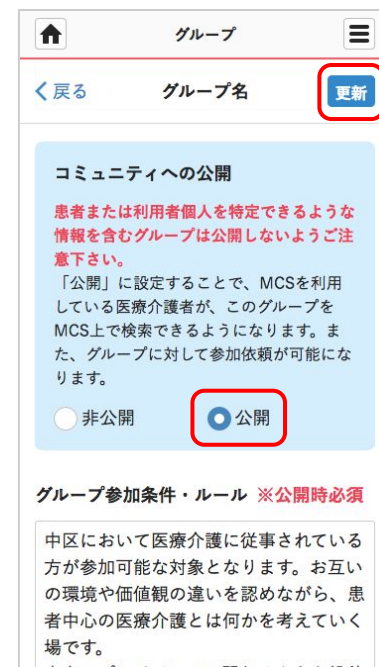 グループ
戻る
グループ名
更新
コミュニティへの公開
患者または利用者個人を特定できるような
情報を含むグループは公開しないようご注
意下さい。
「公開」に設定することで、MCSを利用
している医療介護者が、このグループを
MCS上で検索できるようになります。ま
た、グループに対して参加依頼が可能にな
ります。
非公開
公開
グループ参加条件・ルール ※公開時必須
中区において医療介護に従事されている
方が参加可能な対象となります。お互い
の環境や価値観の違いを認めながら、患
者中心の医療介護とは何かを考えていく
場です。